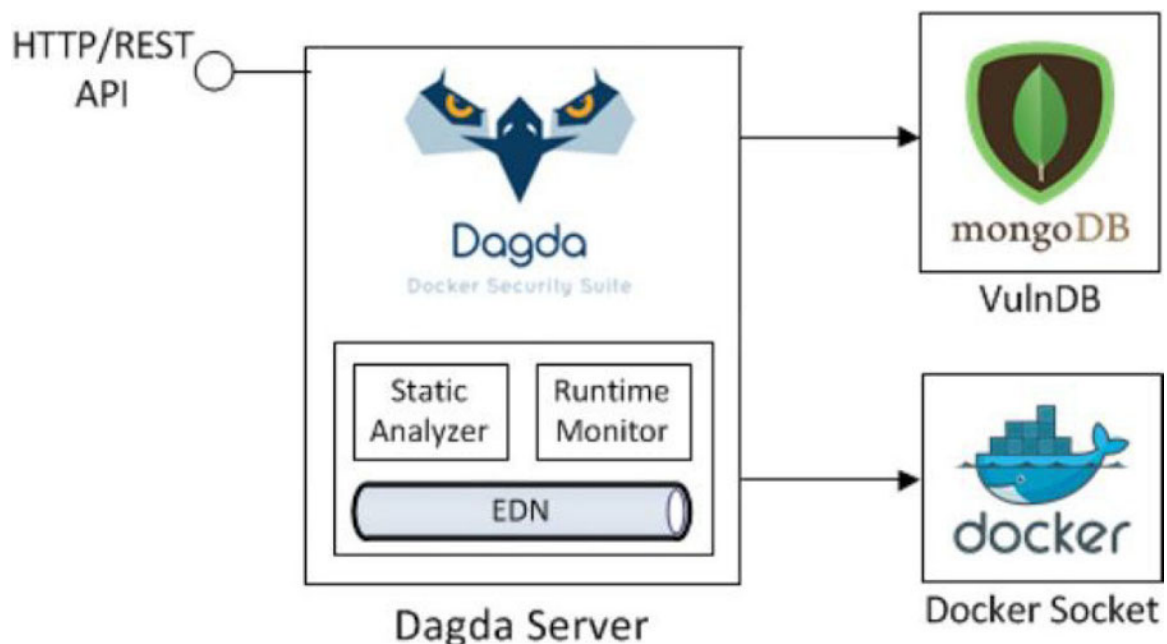 HTTP/REST
API
Dagda
Docker Security Suite
Static
Analyzer
Runtime
Monitor
EDN
Dagda Server
mongoDB
VulnDB
docker
Docker Socket